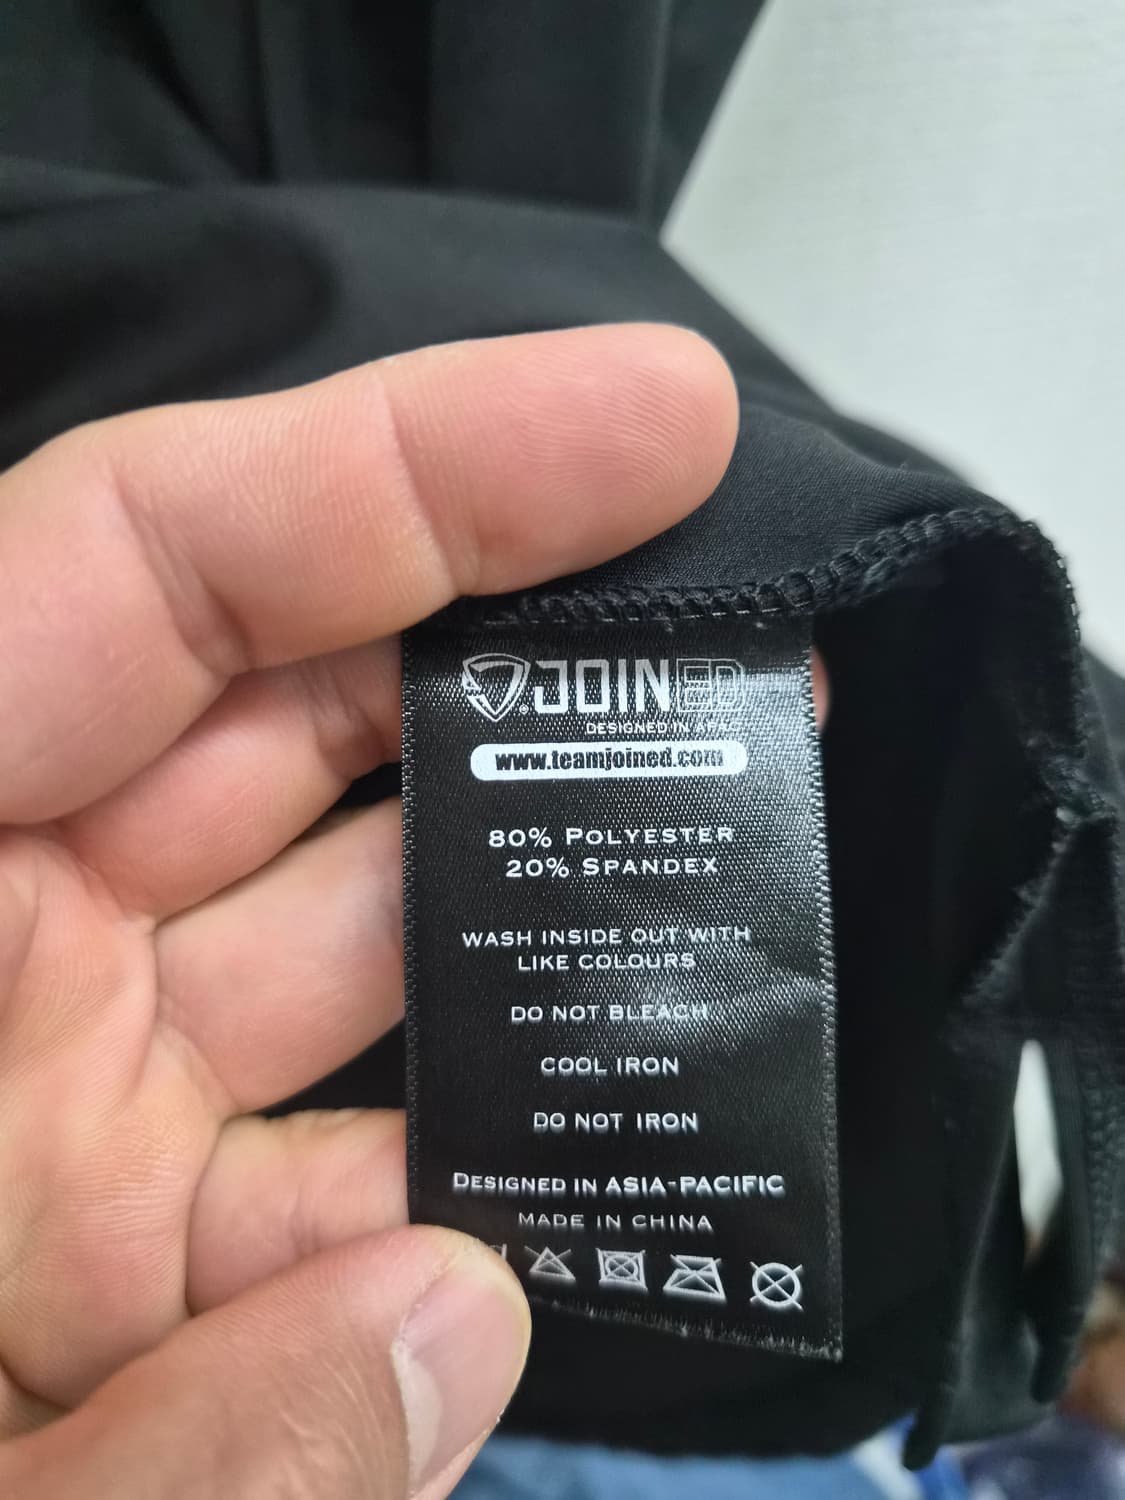 JOINED
DESIGNED IN
www.teamjoined.com
80% POLYESTER
20% SPANDEX
WASH INSIDE OUT WITH
LIKE COLOURS
DO NOT BLEACH
COOL IRON
DO NOT IRON
DESIGNED IN ASIA-PACIFIC
MADE IN CHINA